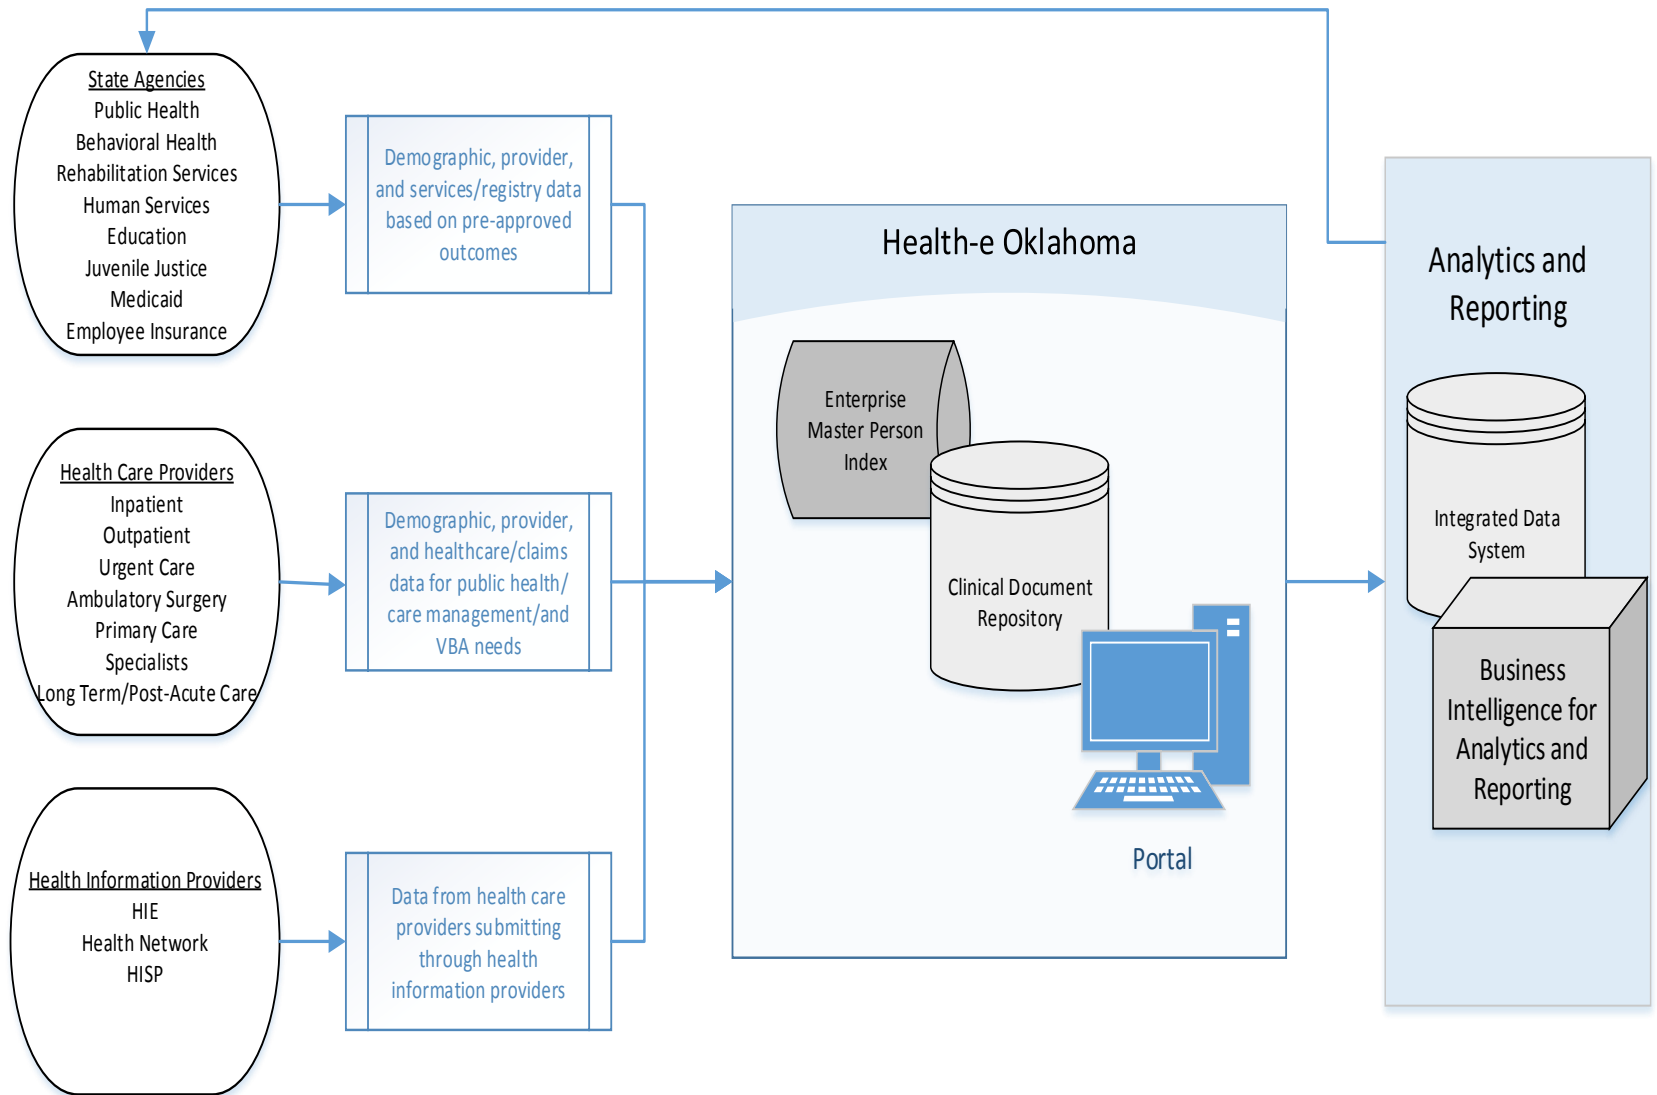 State Agencies
Public Health
Behavioral Health
Rehabilitation Services
Human Services
Education
Juvenile Justice
Medicaid
Employee Insurance
Demographic, provider,
and services/registry data
based on pre-approved
outcomes
Health Care Providers
Inpatient
Outpatient
Urgent Care
Ambulatory Surgery
Primary Care
Specialists
Long Term/Post-Acute Care
Demographic, provider,
and healthcare/claims
data for public health/
care management/and
VBA needs
Health Information Providers
HIE
Health Network
HISP
Data from health care
providers submitting
through health
information providers
Health-e Oklahoma
Enterprise
Master Person
Index
Clinical Document
Repository
Portal
Analytics and
Reporting
Integrated Data
System
Business
Intelligence for
Analytics and
Reporting